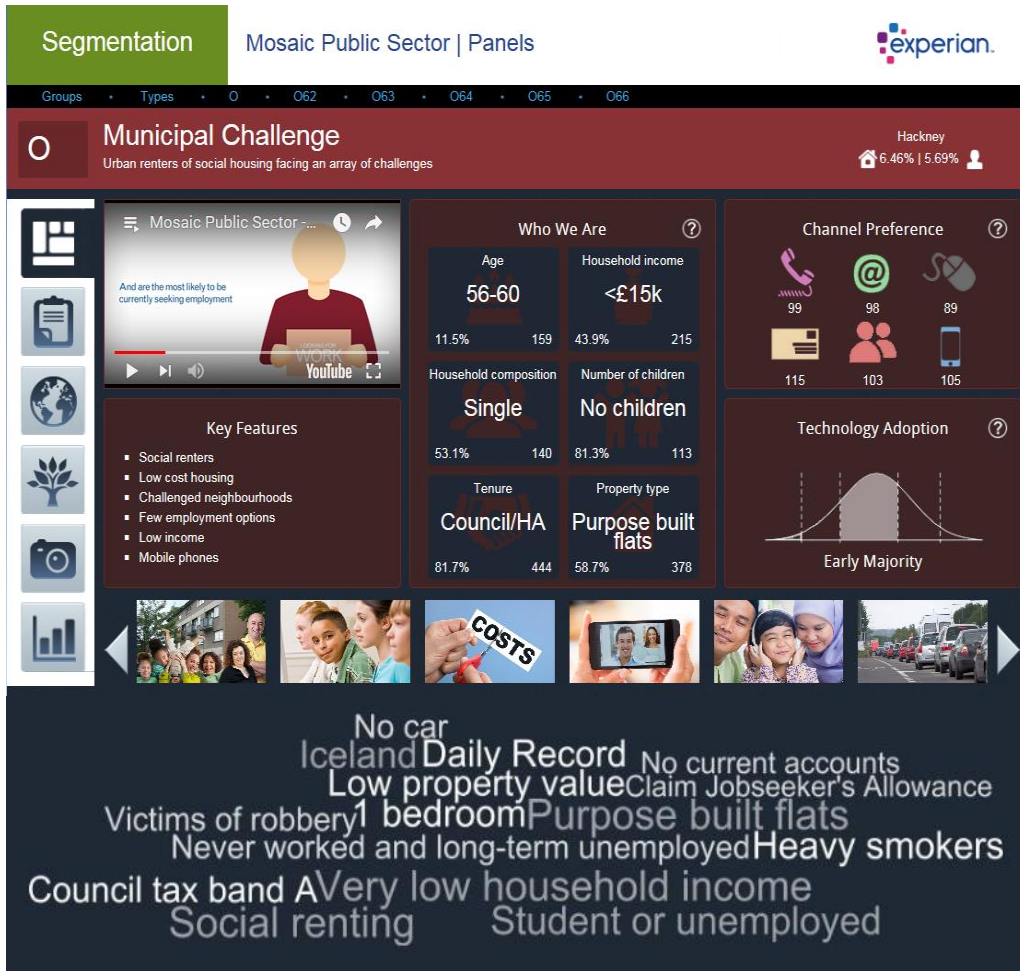 Segmentation
Mosaic Public Sector | Panels
experian.
Groups • Types • O • O62 • O63 • O64 • O65 • O66
O
Municipal Challenge
Urban renters of social housing facing an array of challenges
Hackney
6.46% | 5.69%
Mosaic Public Sector -...
And are the most likely to be
currently seeking employment
LOOKING FOR
WORK
YouTube
Key Features
▪ Social renters
▪ Low cost housing
▪ Challenged neighbourhoods
▪ Few employment options
▪ Low income
▪ Mobile phones
Who We Are
?
Age
56-60
11.5% 159
Household income
<£15k
43.9% 215
Household composition
Single
53.1% 140
Number of children
No children
81.3% 113
Tenure
Council/HA
81.7% 444
Property type
Purpose built
flats
58.7% 378
Channel Preference
?
@
99 98 89
115 103 105
Technology Adoption
?
Early Majority
COSTS
No car
Iceland Daily Record No current accounts
Low property value Claim Jobseeker's Allowance
Victims of robbery 1 bedroom Purpose built flats
Never worked and long-term unemployed Heavy smokers
Council tax band A Very low household income
Social renting Student or unemployed